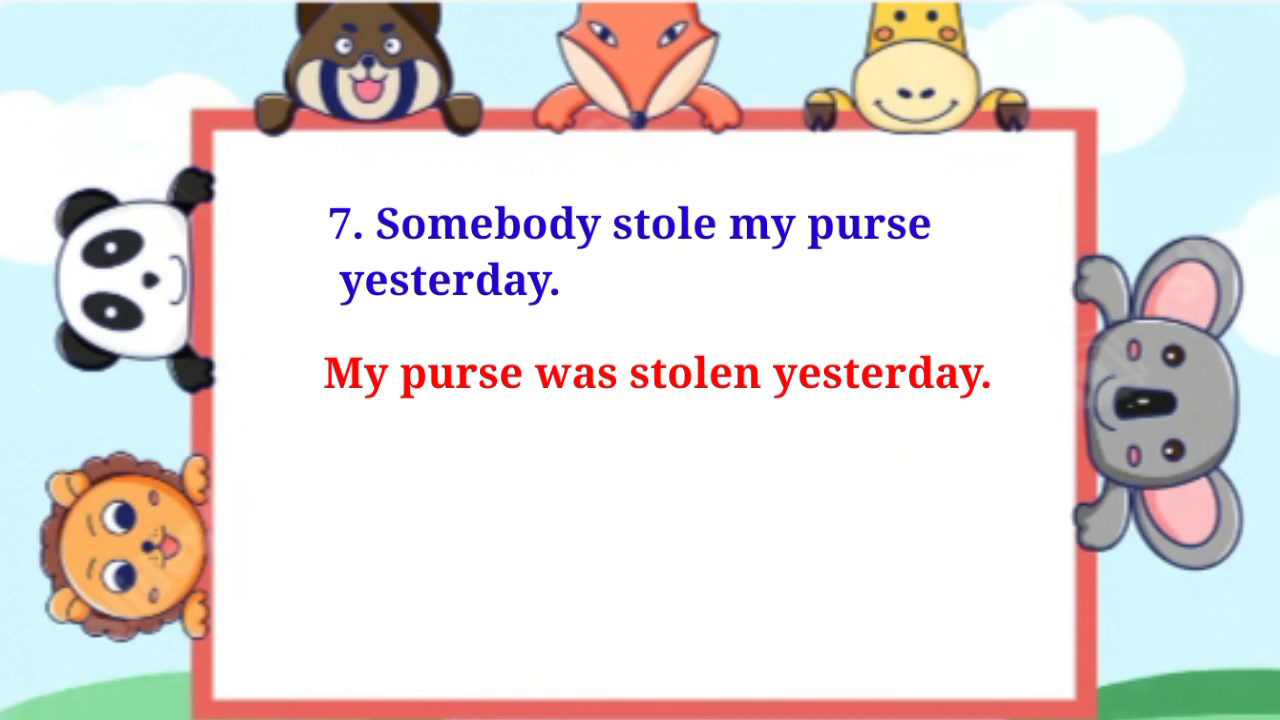 7. Somebody stole my purse
yesterday.
My purse was stolen yesterday.